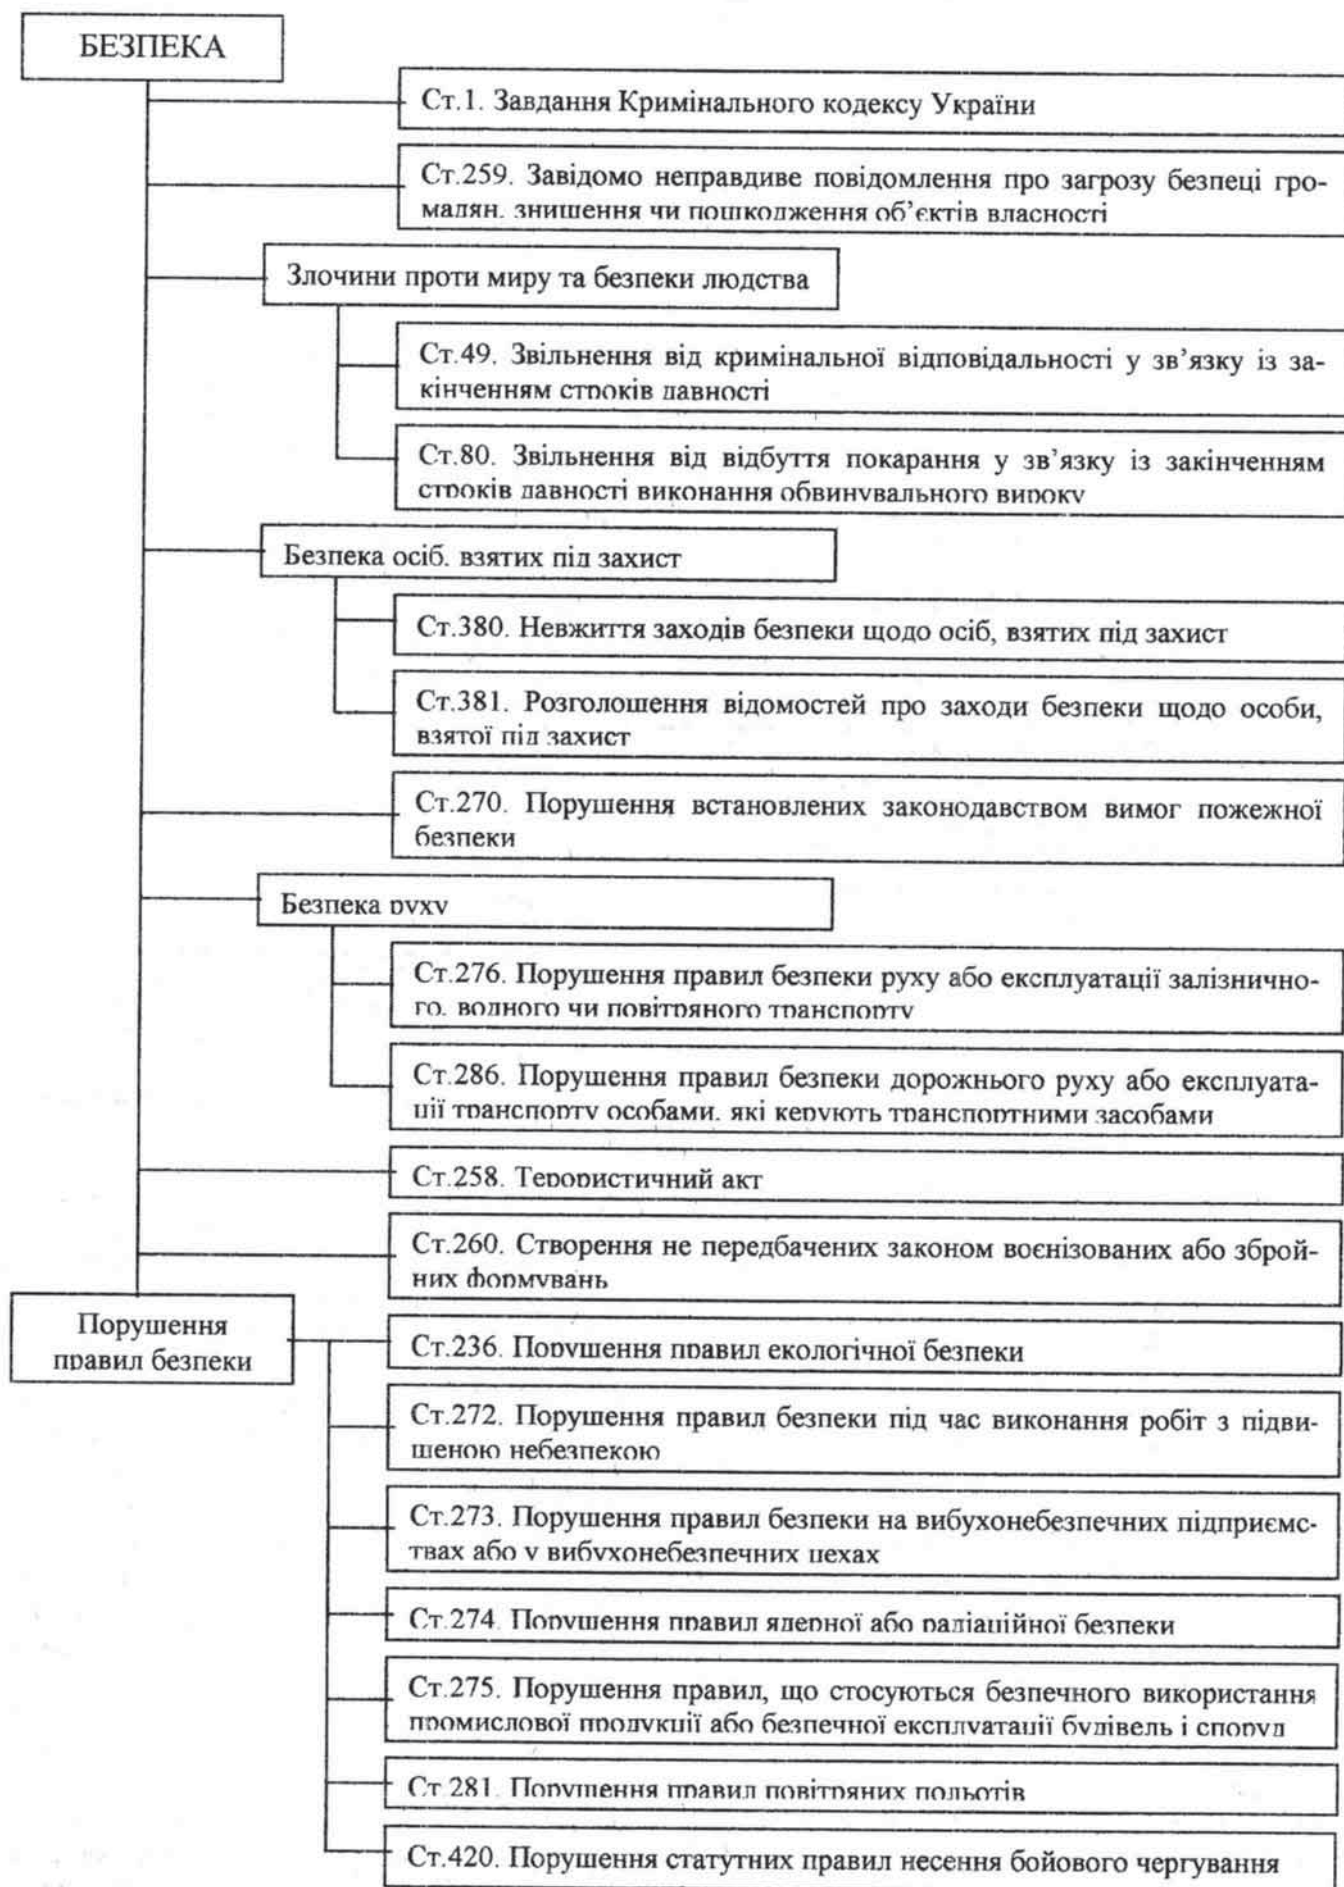 БЕЗПЕКА
Ст.1. Завдання Кримінального кодексу України
Ст.259. Завідомо неправдиве повідомлення про загрозу безпеці гро-
мадян, знищення чи пошкодження об’єктів власності
Злочини проти миру та безпеки людства
Ст.49. Звільнення від кримінальної відповідальності у зв’язку із за-
кінченням строків давності
Ст.80. Звільнення від відбуття покарання у зв’язку із закінченням
строків давності виконання обвинувального вироку
Безпека осіб, взятих під захист
Ст.380. Невжиття заходів безпеки щодо осіб, взятих під захист
Ст.381. Розголошення відомостей про заходи безпеки щодо особи,
взятої під захист
Ст.270. Порушення встановлених законодавством вимог пожежної
безпеки
Безпека руху
Ст.276. Порушення правил безпеки руху або експлуатації залізнично-
го, водного чи повітряного транспорту
Ст.286. Порушення правил безпеки дорожнього руху або експлуата-
ції транспорту особами, які керують транспортними засобами
Ст.258. Терористичний акт
Ст.260. Створення не передбачених законом воєнізованих або зброй-
них формувань
Порушення
правил безпеки
Ст.236. Порушення правил екологічної безпеки
Ст.272. Порушення правил безпеки під час виконання робіт з підви-
щеною небезпекою
Ст.273. Порушення правил безпеки на вибухонебезпечних підприємс-
твах або у вибухонебезпечних цехах
Ст.274. Порушення правил ядерної або радіаційної безпеки
Ст.275. Порушення правил, що стосуються безпечного використання
промислової продукції або безпечної експлуатації будівель і споруд
Ст.281. Порушення правил повітряних польотів
Ст.420. Порушення статутних правил несення бойового чергування